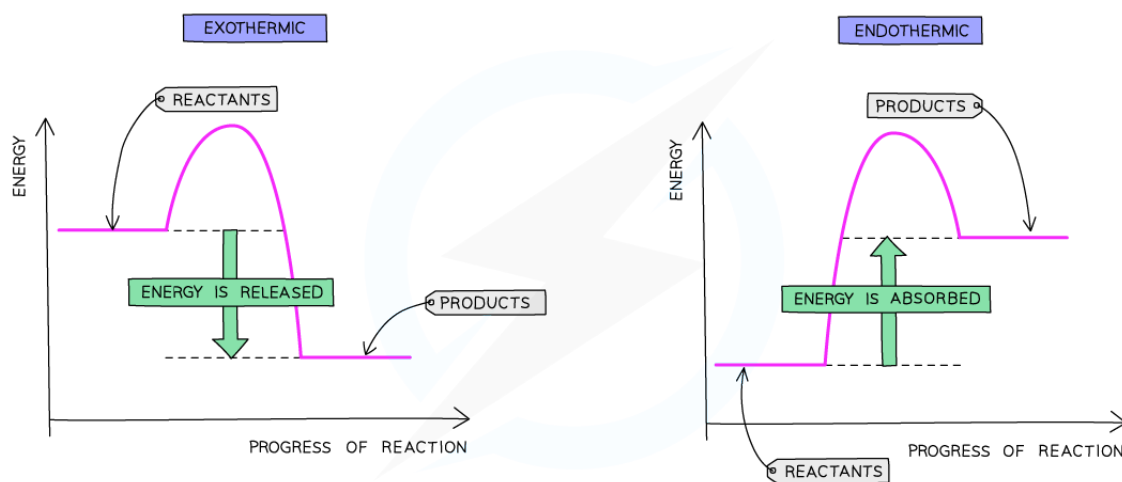 EXOTHERMIC
REACTANTS
ENERGY
ENERGY IS RELEASED
PRODUCTS
PROGRESS OF REACTION
ENDOTHERMIC
PRODUCTS
ENERGY
ENERGY IS ABSORBED
PROGRESS OF REACTION
REACTANTS